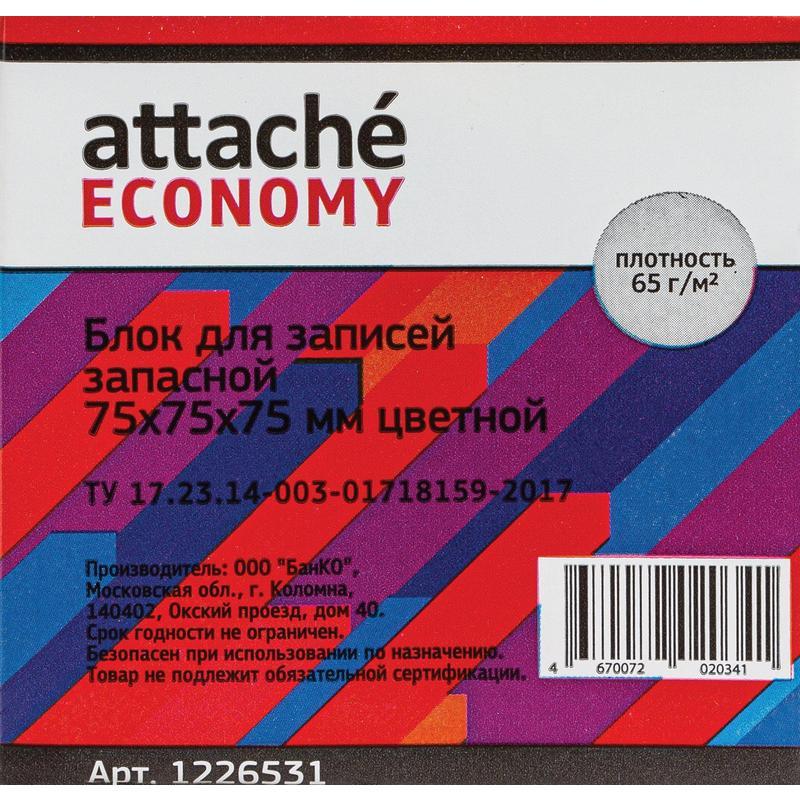 attaché
ECONOMY
ПЛОТНОСТЬ
65 г/м²
Блок для записей
запасной
75х75х75 мм цветной
ТУ 17.23.14-003-01718159-2017
Производитель: ООО "БанКО",
Московская обл., г. Коломна,
140402, Окский проезд, дом 40.
Срок годности не ограничен.
Безопасен при использовании по назначению.
Товар не подлежит обязательной сертификации.
4 670072 020341
Арт. 1226531